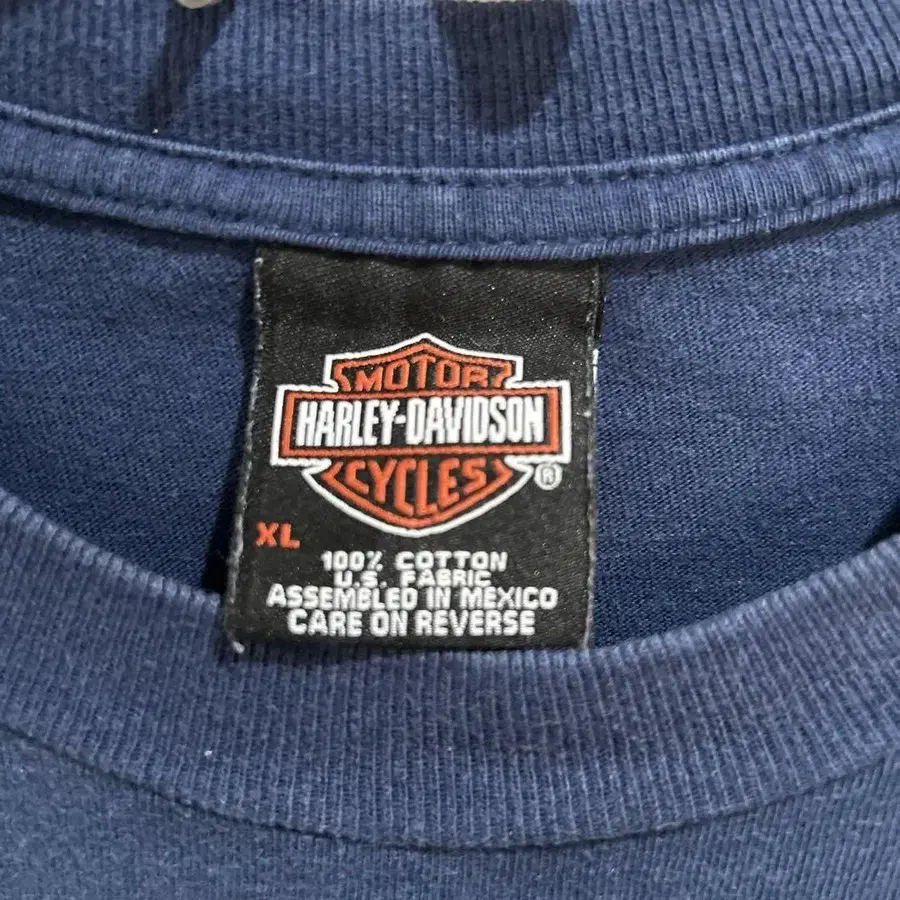 MOTOR
HARLEY-DAVIDSON
CYCLES
®
XL
100% COTTON
U.S. FABRIC
ASSEMBLED IN MEXICO
CARE ON REVERSE